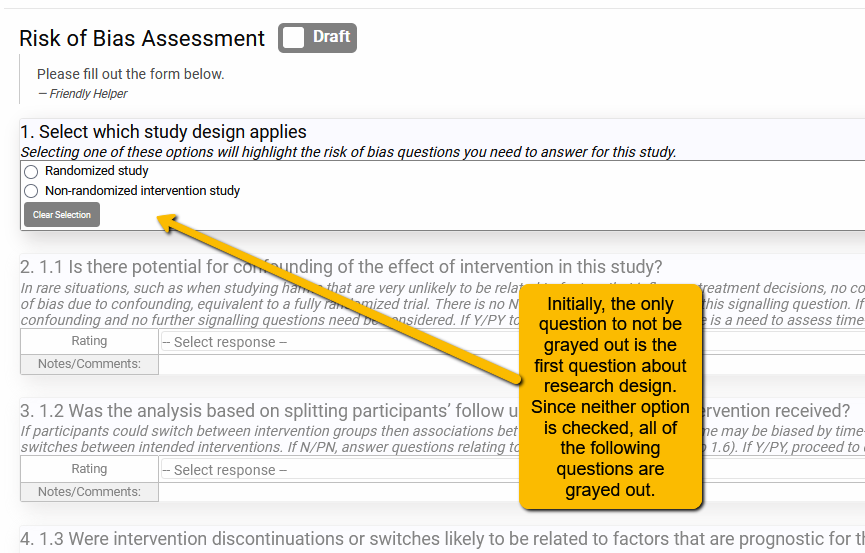 Risk of Bias Assessment Draft
Please fill out the form below.
— Friendly Helper
1. Select which study design applies
Selecting one of these options will highlight the risk of bias questions you need to answer for this study.
Randomized study
Non-randomized intervention study
Clear Selection
2. 1.1 Is there potential for confounding of the effect of intervention in this study?
In rare situations, such as when studying harms that are very unlikely to be related to factors that treatment decisions, no co
of bias due to confounding, equivalent to a fully randomized trial. There is no N this signalling question. If
confounding and no further signalling questions need be considered. If Y/PY to e is a need to assess time
Rating – Select response –
Notes/Comments:
3. 1.2 Was the analysis based on splitting participants’ follow u ervention received?
If participants could switch between intervention groups then associations bet me may be biased by time-
switches between intended interventions. If N/PN, answer questions relating to o 1.6). If Y/PY, proceed to
Rating – Select response –
Notes/Comments:
4. 1.3 Were intervention discontinuations or switches likely to be related to factors that are prognostic for t
Initially, the only
question to not be
grayed out is the
first question about
research design.
Since neither option
is checked, all of
the following
questions are
grayed out.